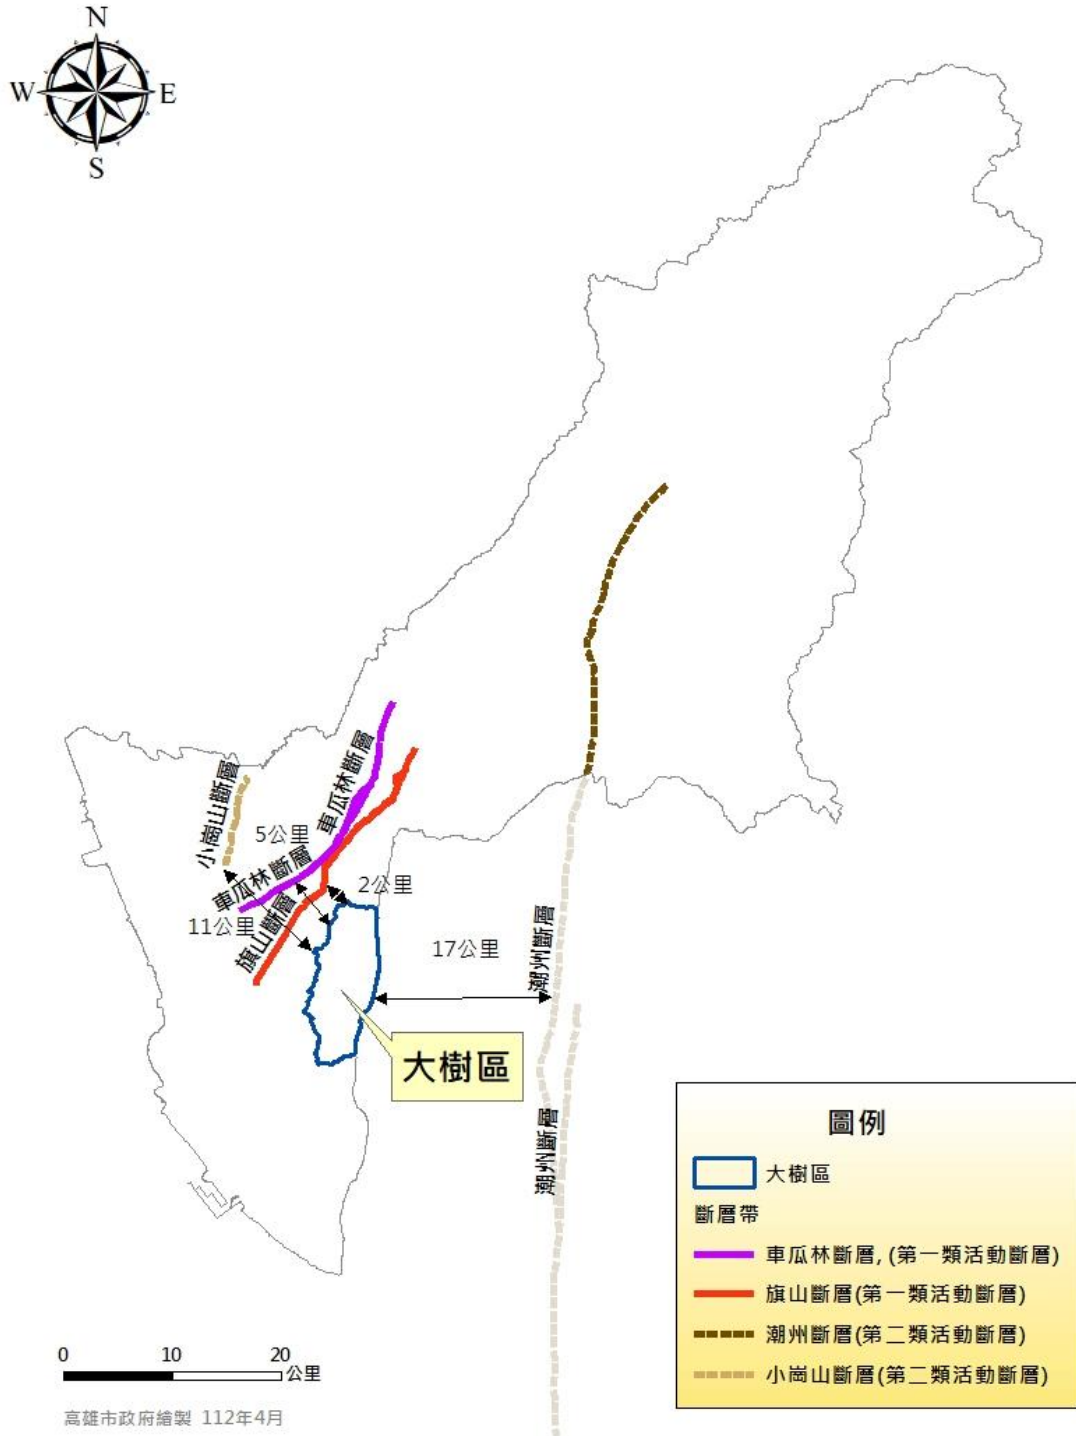 N
W
E
S
小崗山斷層
車瓜林斷層
5公里
車瓜林斷層
2公里
11公里
旗山斷層
17公里
潮州斷層
大樹區
潮州斷層
圖例
大樹區
斷層帶
車瓜林斷層, (第一類活動斷層)
旗山斷層(第一類活動斷層)
潮州斷層(第二類活動斷層)
小崗山斷層(第二類活動斷層)
0 10 20
公里
高雄市政府繪製 112年4月